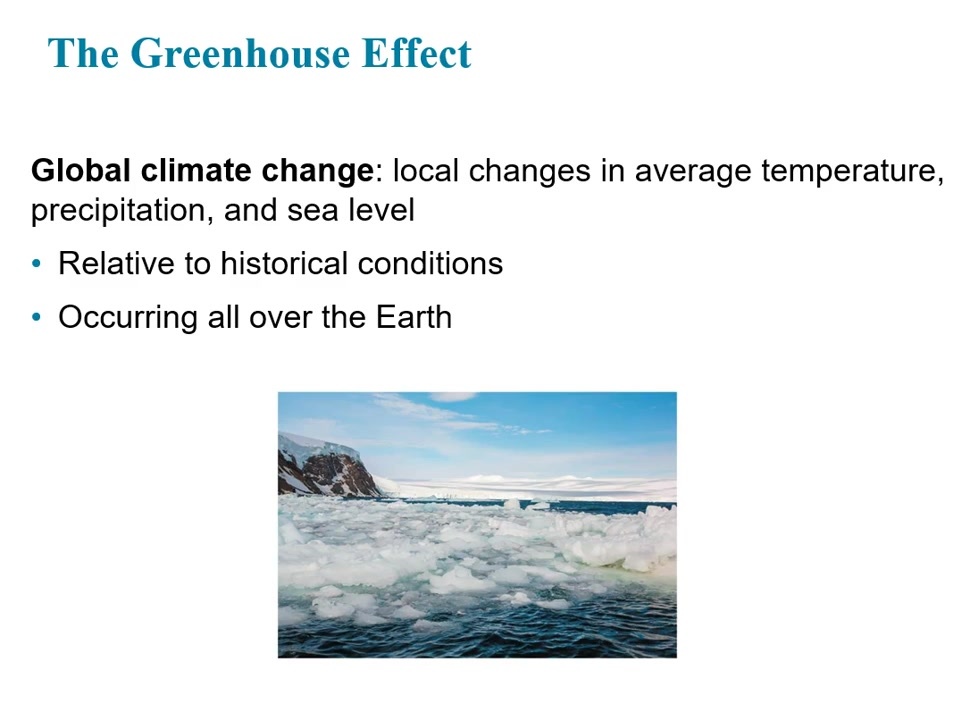 The Greenhouse Effect
Global climate change: local changes in average temperature,
precipitation, and sea level
• Relative to historical conditions
• Occurring all over the Earth